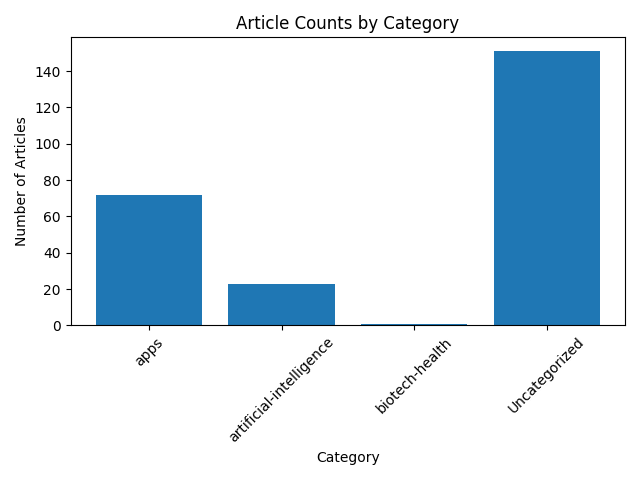 Article Counts by Category
Number of Articles
140
120
100
80
60
40
20
0
apps
artificial-intelligence
biotech-health
Uncategorized
Category